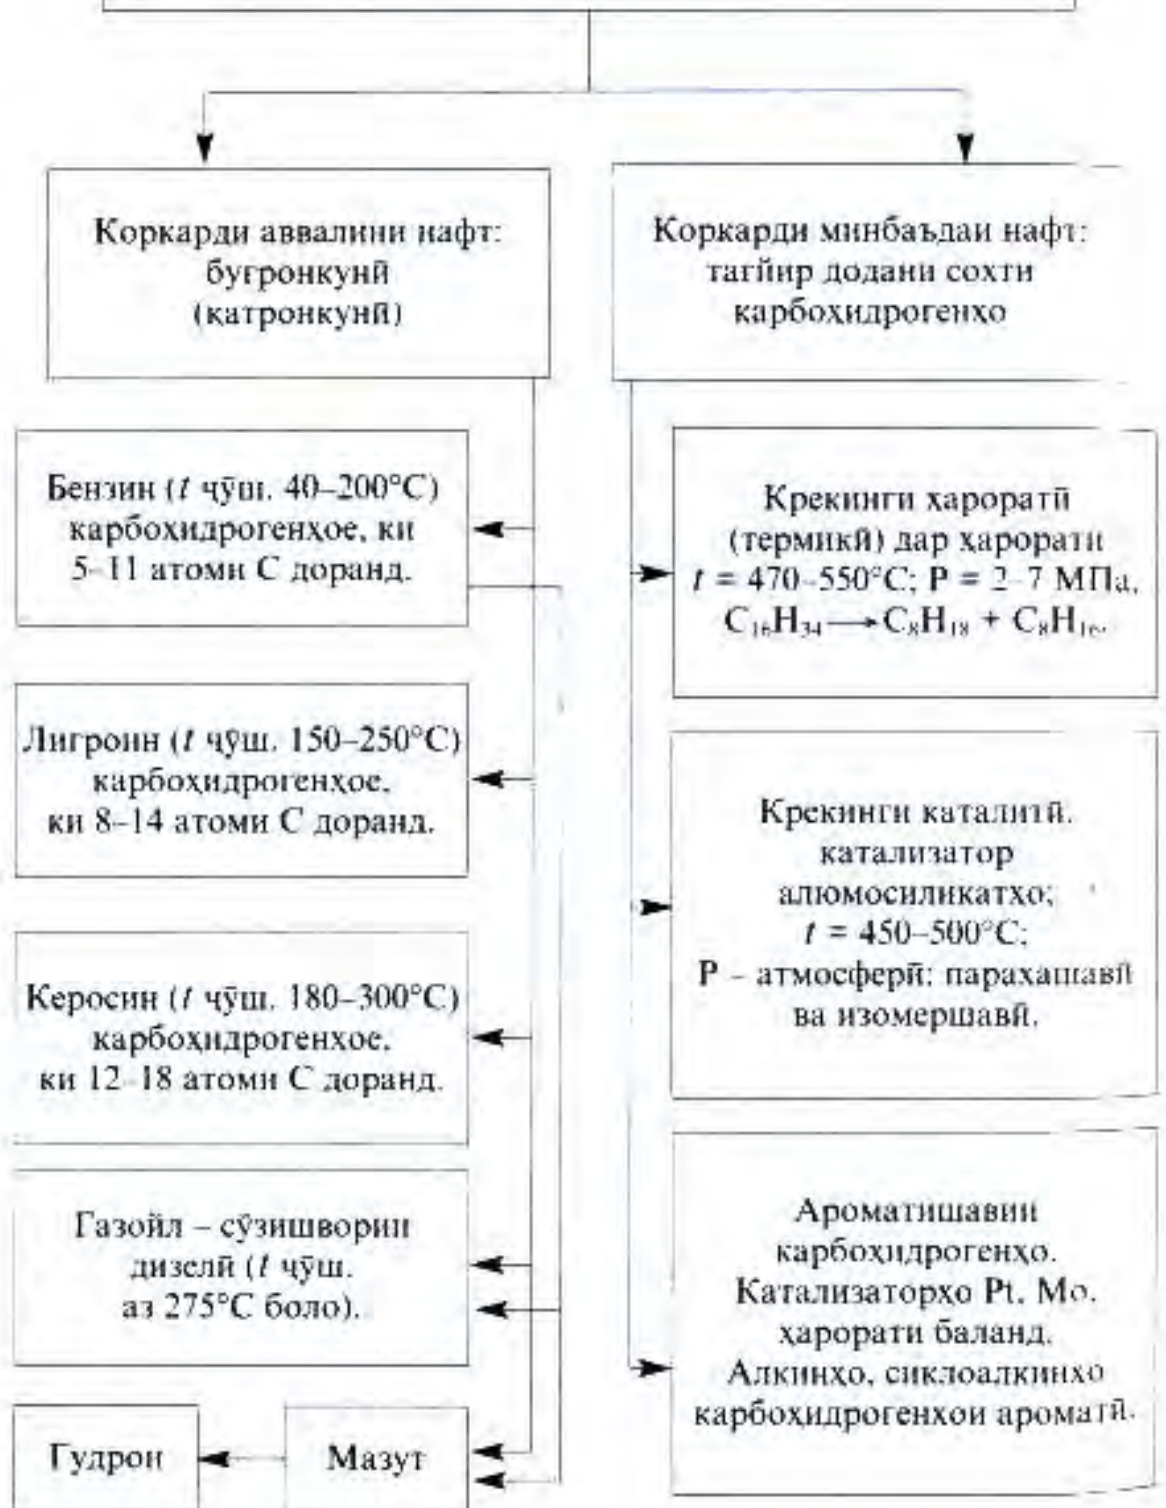 Коркарди аввалини нафт:
буғронкунӣ
(қатронкунӣ)
Бензин (t ҷӯш. 40–200°C)
карбоҳидрогенҳое, ки
5–11 атоми C доранд.
Лигроин (t ҷӯш. 150–250°C)
карбоҳидрогенҳое,
ки 8–14 атоми C доранд.
Керосин (t ҷӯш. 180–300°C)
карбоҳидрогенҳое,
ки 12–18 атоми C доранд.
Газойл – сӯзишвории
дизелӣ (t ҷӯш.
аз 275°C боло).
Гудрон
Мазут
Коркарди минбаъдаи нафт:
тағйир додани сохти
карбоҳидрогенҳо
Крекинги ҳароратӣ
(термикӣ) дар ҳарорати
t = 470–550°C; P = 2–7 МПа.
C₁₆H₃₄ → C₈H₁₈ + C₈H₁₆.
Крекинги каталитӣ.
катализатор
алюмосиликатҳо;
t = 450–500°C;
P – атмосферӣ; парахашавӣ
ва изомершавӣ.
Ароматишавии
карбоҳидрогенҳо.
Катализаторҳо Pt, Mo,
ҳарорати баланд.
Алкинҳо, сиклоалкинҳо
карбоҳидрогенҳои ароматӣ.